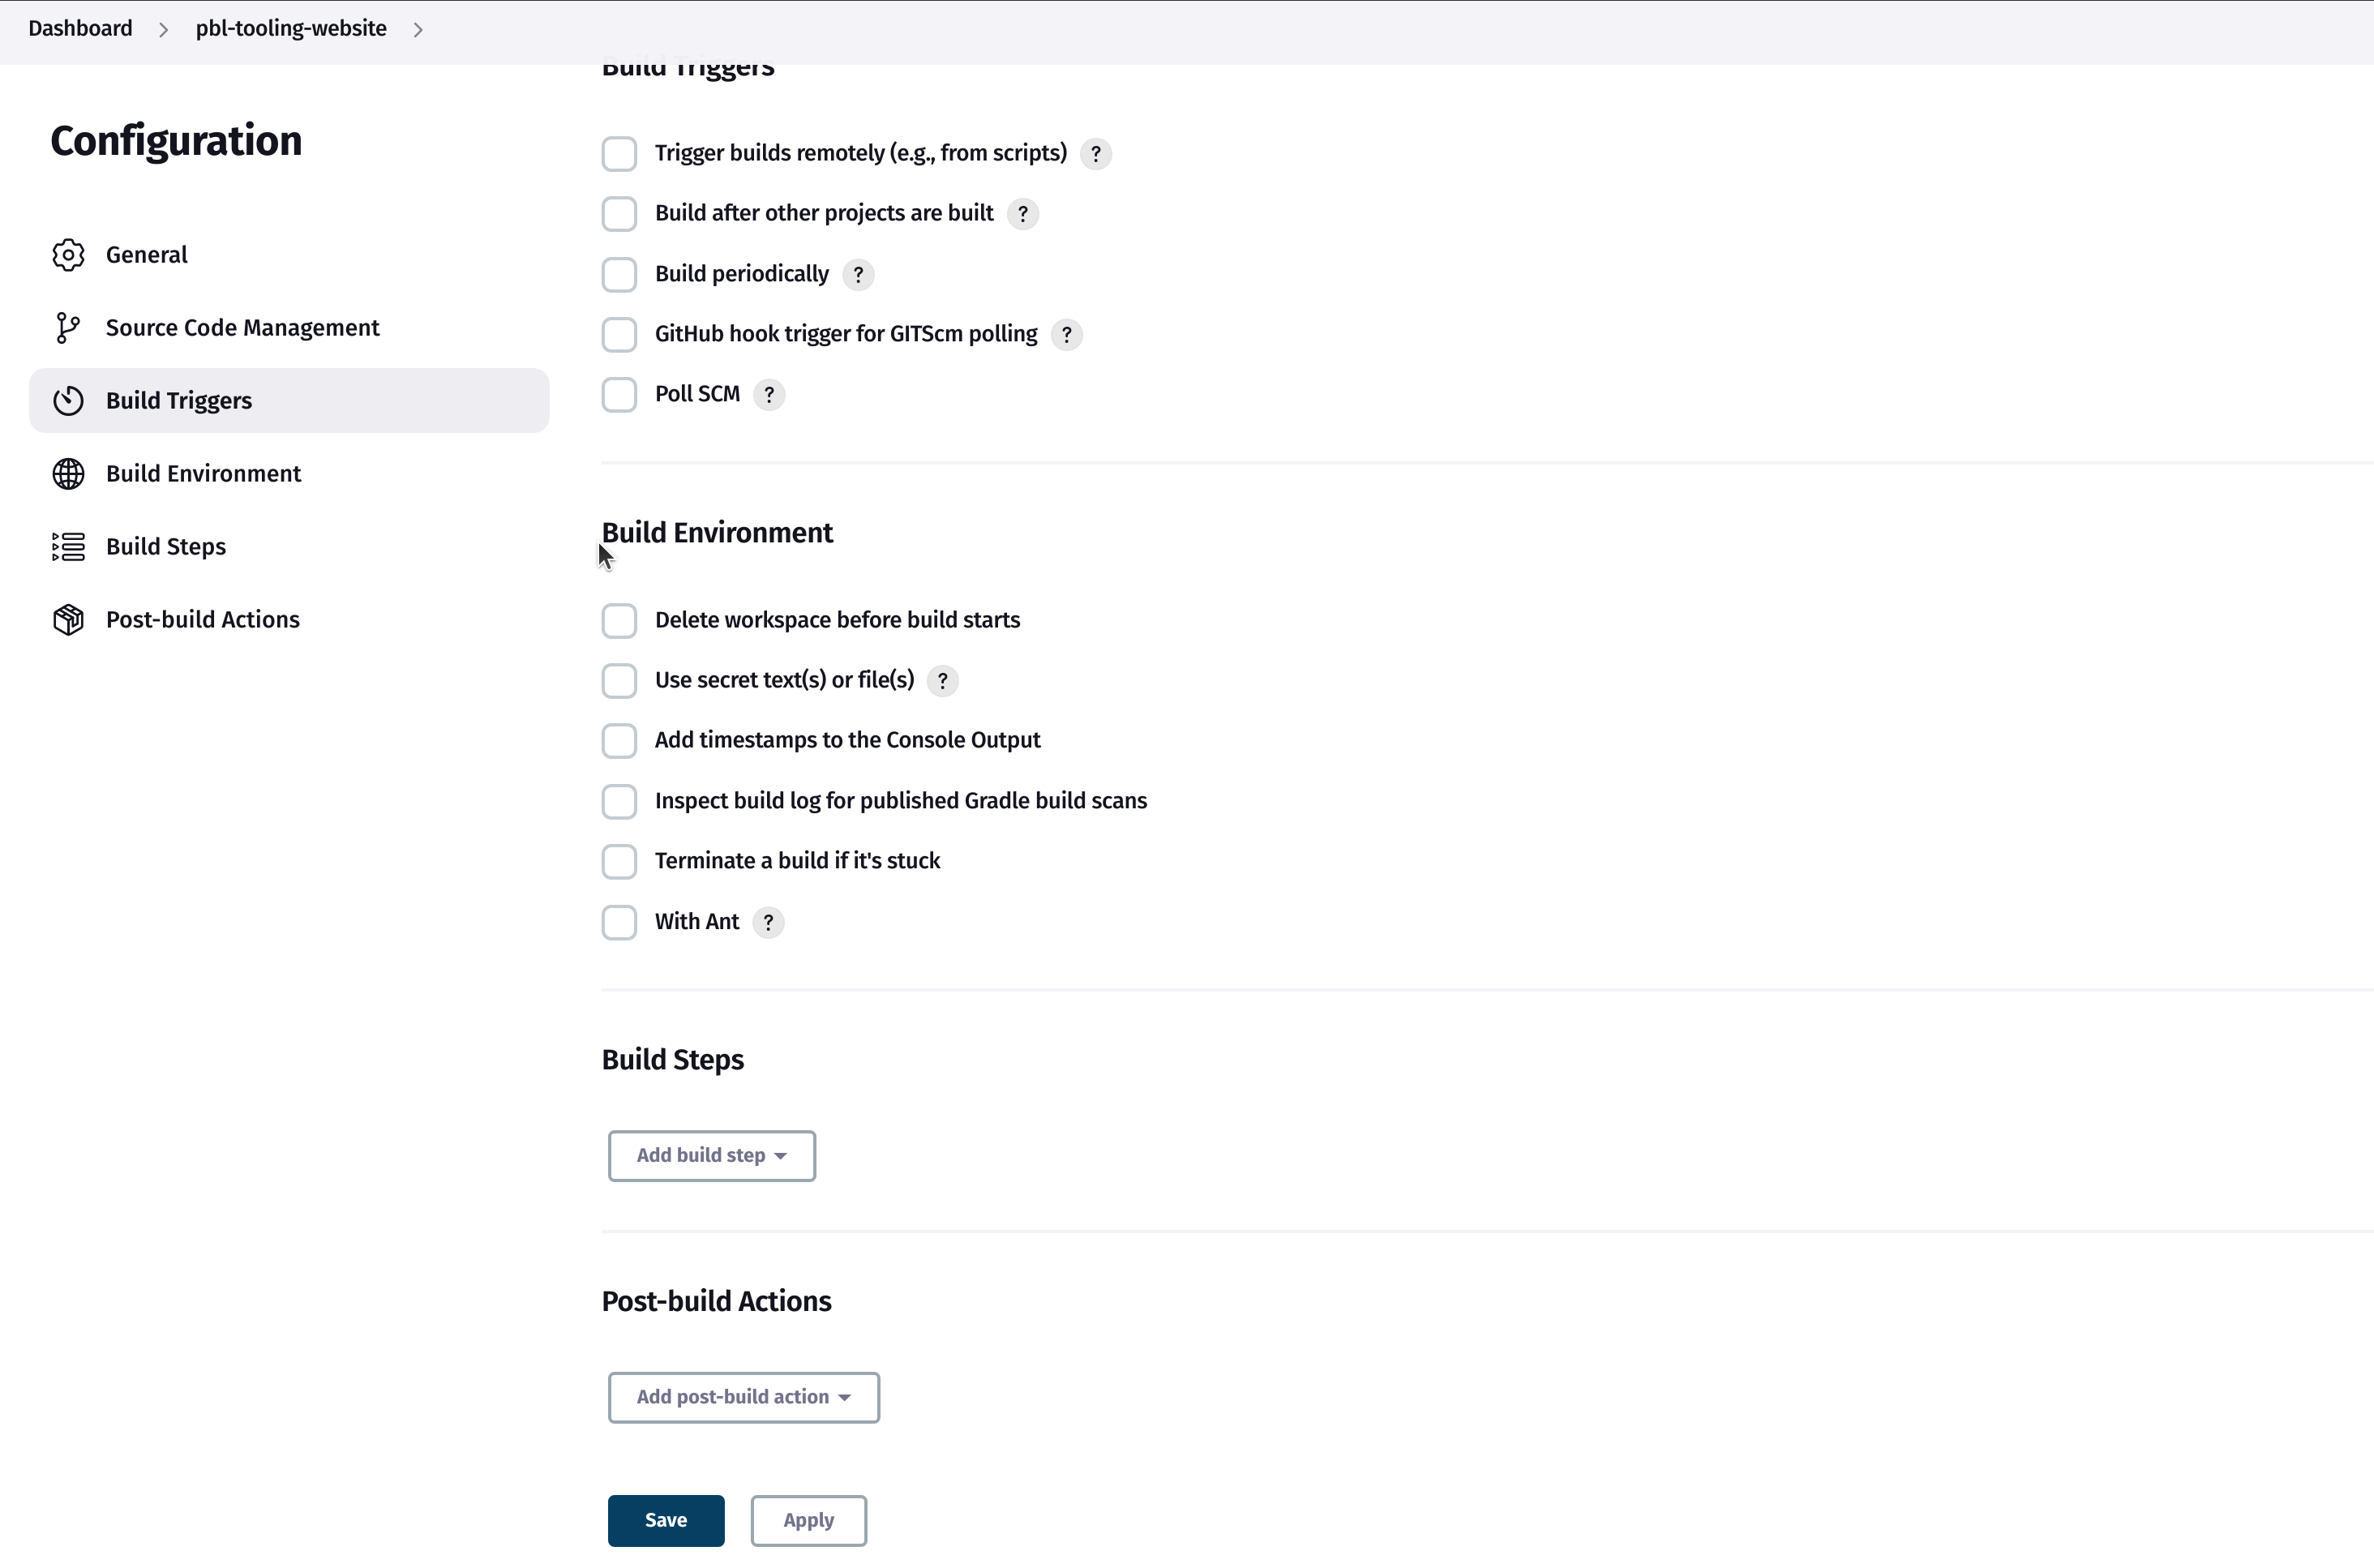 Dashboard > pbl-tooling-website >
Configuration
General
Source Code Management
Build Triggers
Build Environment
Build Steps
Post-build Actions
Build Triggers
Trigger builds remotely (e.g., from scripts) ?
Build after other projects are built ?
Build periodically ?
GitHub hook trigger for GITScm polling ?
Poll SCM ?
Build Environment
Delete workspace before build starts
Use secret text(s) or file(s) ?
Add timestamps to the Console Output
Inspect build log for published Gradle build scans
Terminate a build if it's stuck
With Ant ?
Build Steps
Add build step
Post-build Actions
Add post-build action
Save Apply